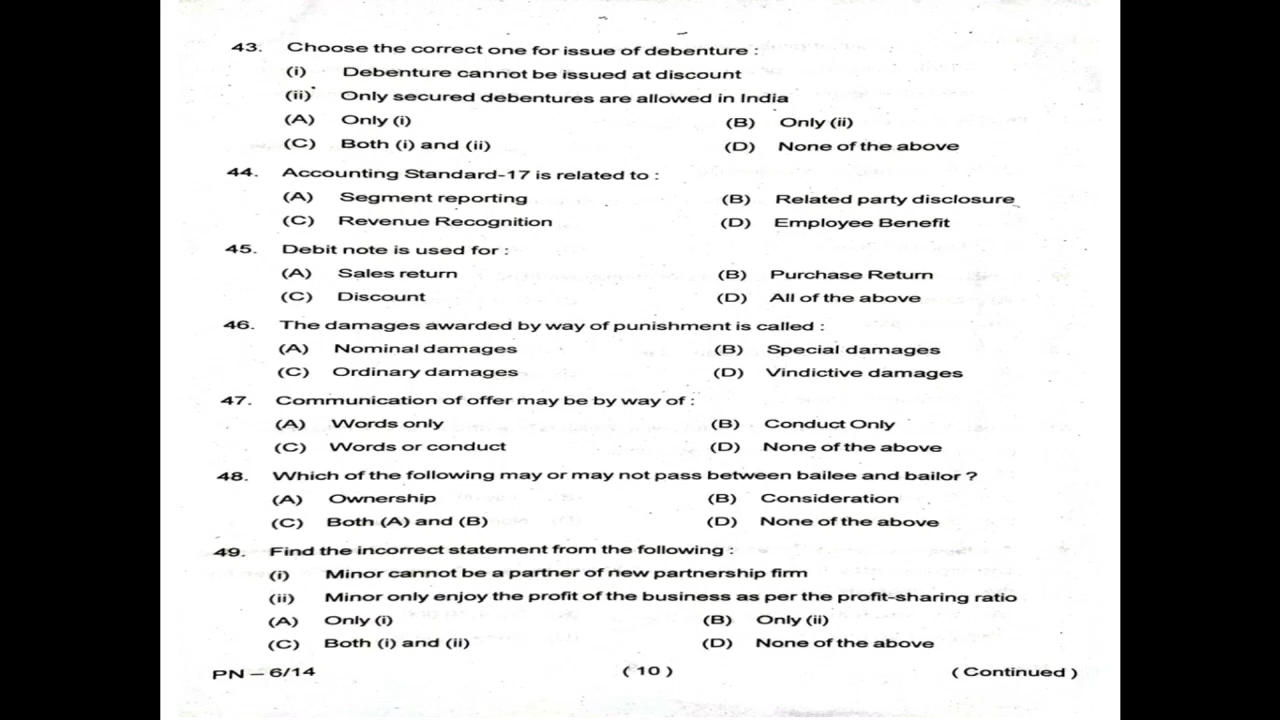 43. Choose the correct one for issue of debenture :
(i) Debenture cannot be issued at discount
(ii) Only secured debentures are allowed in India
(A) Only (i) (B) Only (ii)
(C) Both (i) and (ii) (D) None of the above
44. Accounting Standard-17 is related to :
(A) Segment reporting (B) Related party disclosure
(C) Revenue Recognition (D) Employee Benefit
45. Debit note is used for :
(A) Sales return (B) Purchase Return
(C) Discount (D) All of the above
46. The damages awarded by way of punishment is called :
(A) Nominal damages (B) Special damages
(C) Ordinary damages (D) Vindictive damages
47. Communication of offer may be by way of :
(A) Words only (B) Conduct Only
(C) Words or conduct (D) None of the above
48. Which of the following may or may not pass between bailee and bailor ?
(A) Ownership (B) Consideration
(C) Both (A) and (B) (D) None of the above
49. Find the incorrect statement from the following :
(i) Minor cannot be a partner of new partnership firm
(ii) Minor only enjoy the profit of the business as per the profit-sharing ratio
(A) Only (i) (B) Only (ii)
(C) Both (i) and (ii) (D) None of the above
PN – 6/14 ( 10 ) ( Continued )